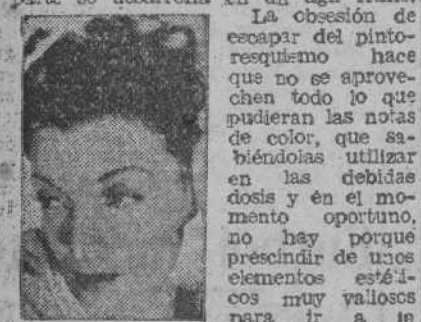 La obsesión de
escapar del pinto-
resquismo hace
que no se aprove-
chen todo lo que
pudieran las notas
de color, que sa-
biéndolas utilizar
en las debidas
dosis y en el mo-
mento oportuno,
no hay porque
prescindir de unos
elementos estéti-
cos muy valiosos
para ir a